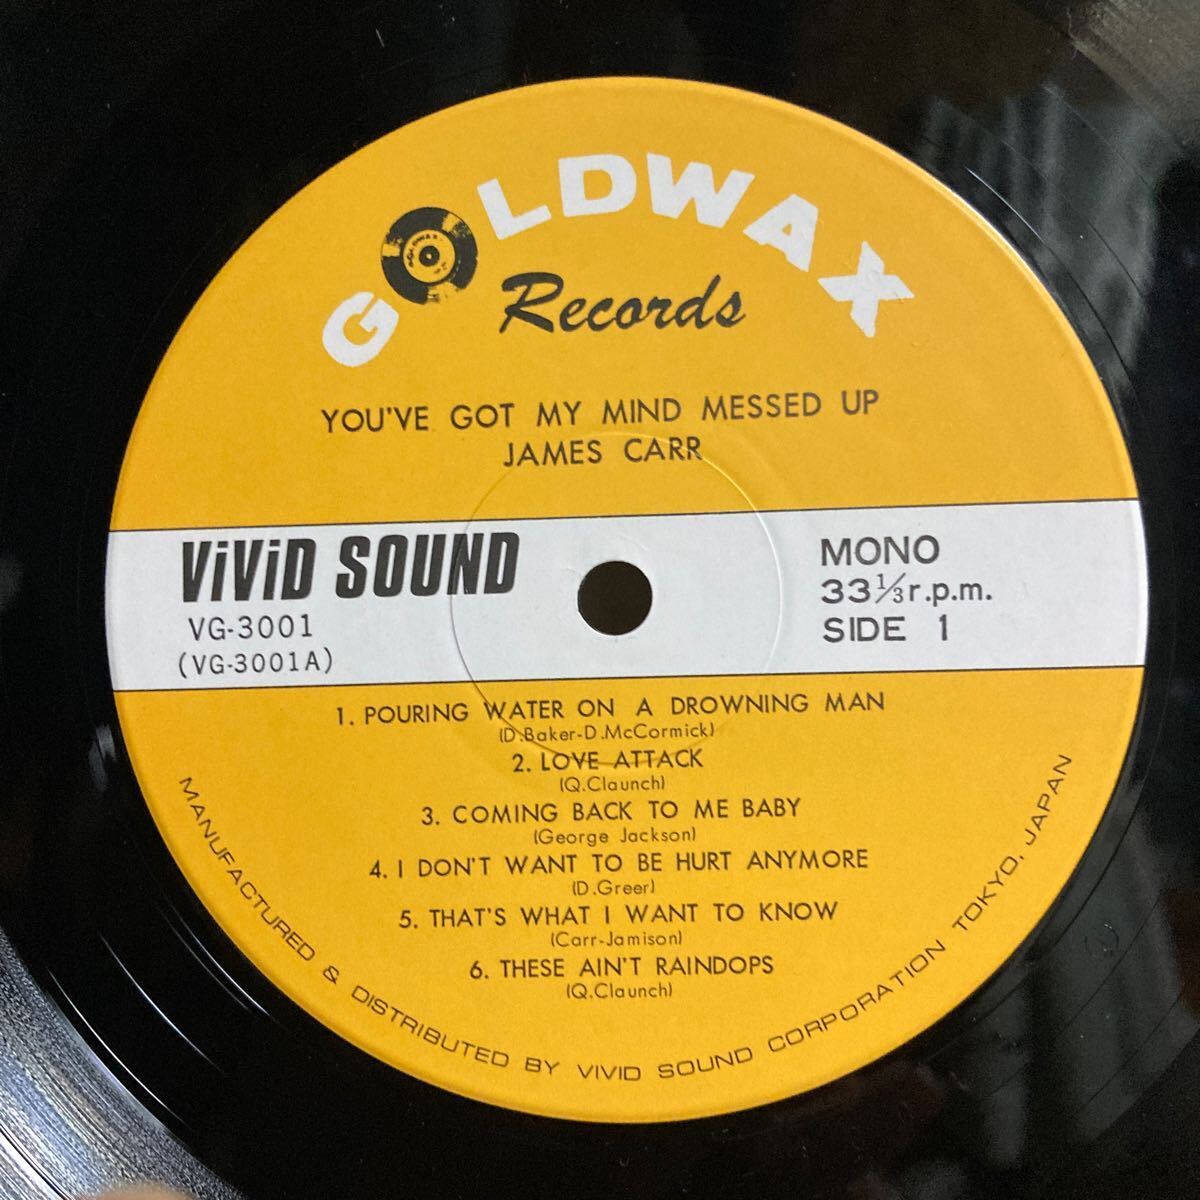 GOLDWAX
Records
YOU'VE GOT MY MIND MESSED UP
JAMES CARR
ViViD SOUND
VG-3001
(VG-3001A)
MONO
33⅓r.p.m.
SIDE 1
1. POURING WATER ON A DROWNING MAN
(D.Baker-D.McCormick)
2. LOVE ATTACK
(Q.Claunch)
3. COMING BACK TO ME BABY
(George Jackson)
4. I DON'T WANT TO BE HURT ANYMORE
(D.Greer)
5. THAT'S WHAT I WANT TO KNOW
(Carr-Jamison)
6. THESE AIN'T RAINDOPS
(Q.Claunch)
MANUFACTURED & DISTRIBUTED BY VIVID SOUND CORPORATION TOKYO, JAPAN